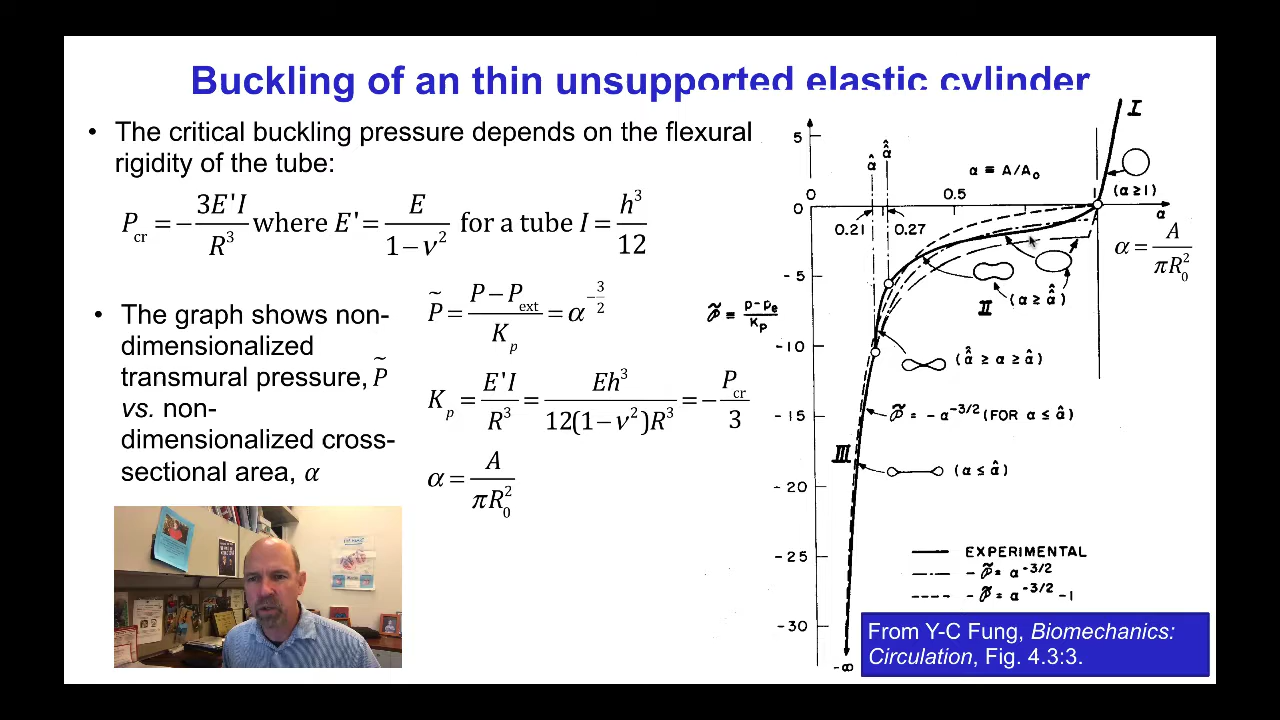 Buckling of an thin unsupported elastic cylinder
• The critical buckling pressure depends on the flexural
rigidity of the tube:
P_cr = − 3E'I / R³ where E' = E / (1−ν²) for a tube I = h³ / 12
• The graph shows non-
dimensionalized
transmural pressure, P̃
vs. non-
dimensionalized cross-
sectional area, α
P̃ = (P − P_ext) / K_p = α^(−3/2)
K_p = E'I / R³ = Eh³ / 12(1−ν²)R³ = − P_cr / 3
α = A / πR₀²
I
5
α̂
α̂̂
α ≡ A/A₀
(α ≥ 1)
0
0.5
1
0
α
0.21
0.27
α = A / πR₀²
-5
II
(α ≥ α̂̂)
p̃ ≡ (p-pₑ) / Kₚ
-10
(α̂̂ ≥ α ≥ α̂)
-15
p̃ = -α^-3/2 (FOR α ≤ α̂)
III
(α ≤ α̂)
-20
-25
EXPERIMENTAL
-p̃ = α^-3/2
-p̃ = α^-3/2 -1
-30
-∞
From Y-C Fung, Biomechanics:
Circulation, Fig. 4.3:3.